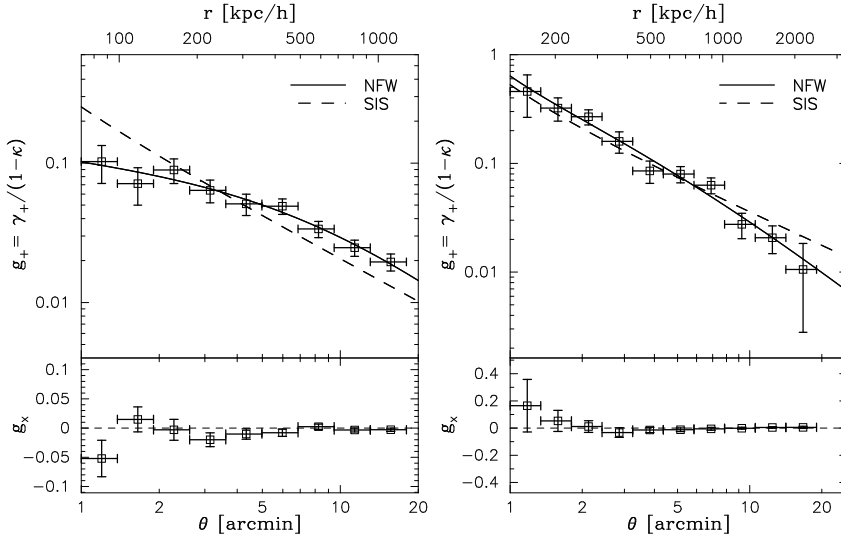 r [kpc/h]
100 500 1000
NFW
SIS
g+ = γ+/(1-κ)
0.1
0.01
gx
0.1
0.05
0
-0.05
-0.1
1 2 5 10 20
θ [arcmin]
r [kpc/h]
200 500 1000 2000
NFW
SIS
g+ = γ+/(1-κ)
1
0.1
0.01
gx
0.4
0.2
0
-0.2
-0.4
1 2 5 10 20
θ [arcmin]